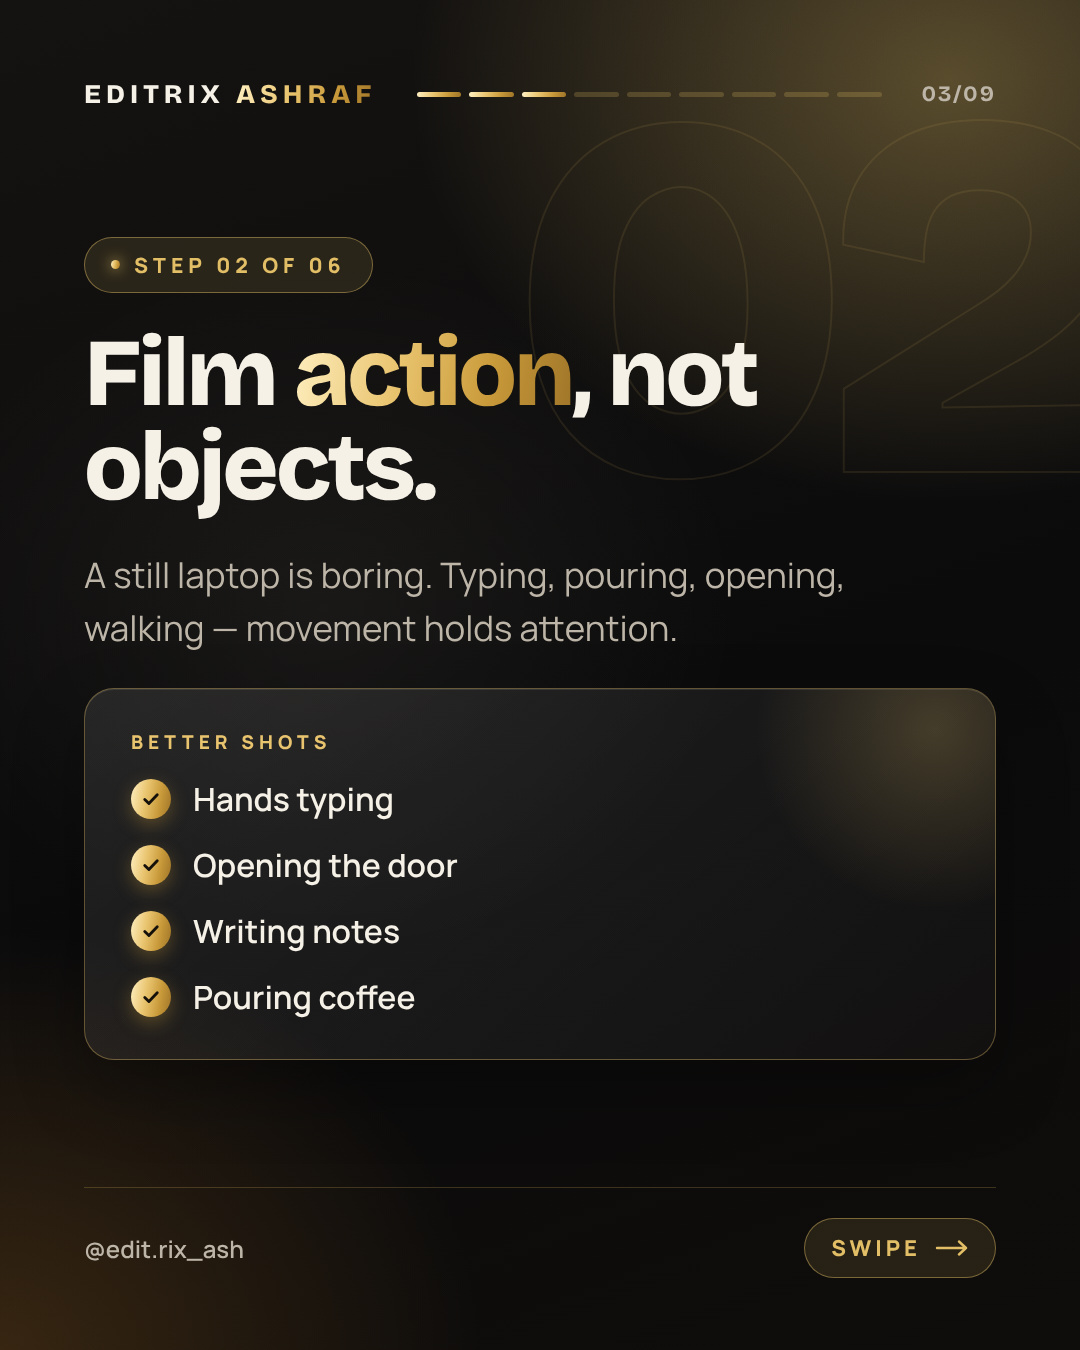 EDITRIX ASHRAF
03/09
02
STEP 02 OF 06
Film action, not
objects.
A still laptop is boring. Typing, pouring, opening,
walking — movement holds attention.
BETTER SHOTS
Hands typing
Opening the door
Writing notes
Pouring coffee
@edit.rix_ash
SWIPE →